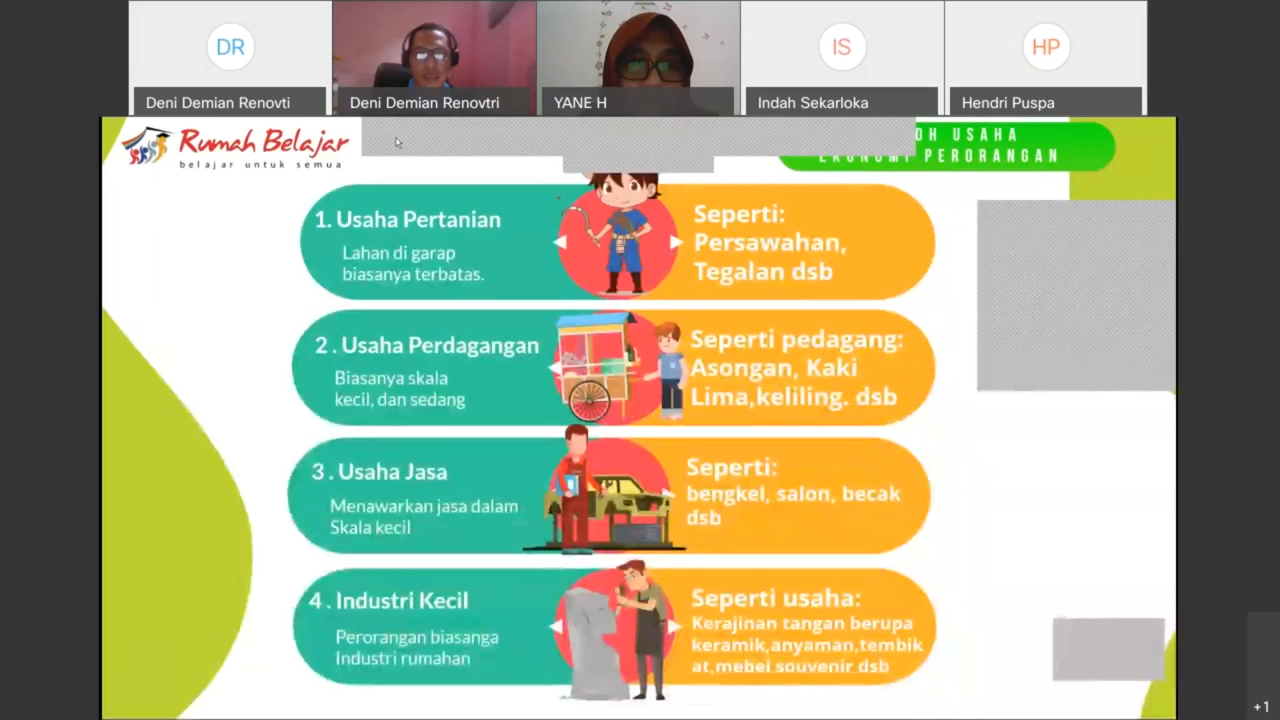 DR
Deni Demian Renovti
Deni Demian Renovtri
YANE H
IS
Indah Sekarloka
HP
Hendri Puspa
Rumah Belajar
belajar untuk semua
USAHA
EKONOMI PERORANGAN
1. Usaha Pertanian
Lahan di garap
biasanya terbatas.
Seperti:
Persawahan,
Tegalan dsb
2 . Usaha Perdagangan
Biasanya skala
kecil, dan sedang
Seperti pedagang:
Asongan, Kaki
Lima,keliling. dsb
3 . Usaha Jasa
Menawarkan jasa dalam
Skala kecil
Seperti:
bengkel, salon, becak
dsb
4 . Industri Kecil
Perorangan biasanga
Industri rumahan
Seperti usaha:
Kerajinan tangan berupa
keramik,anyaman,tembik
at,mebel souvenir dsb
+1